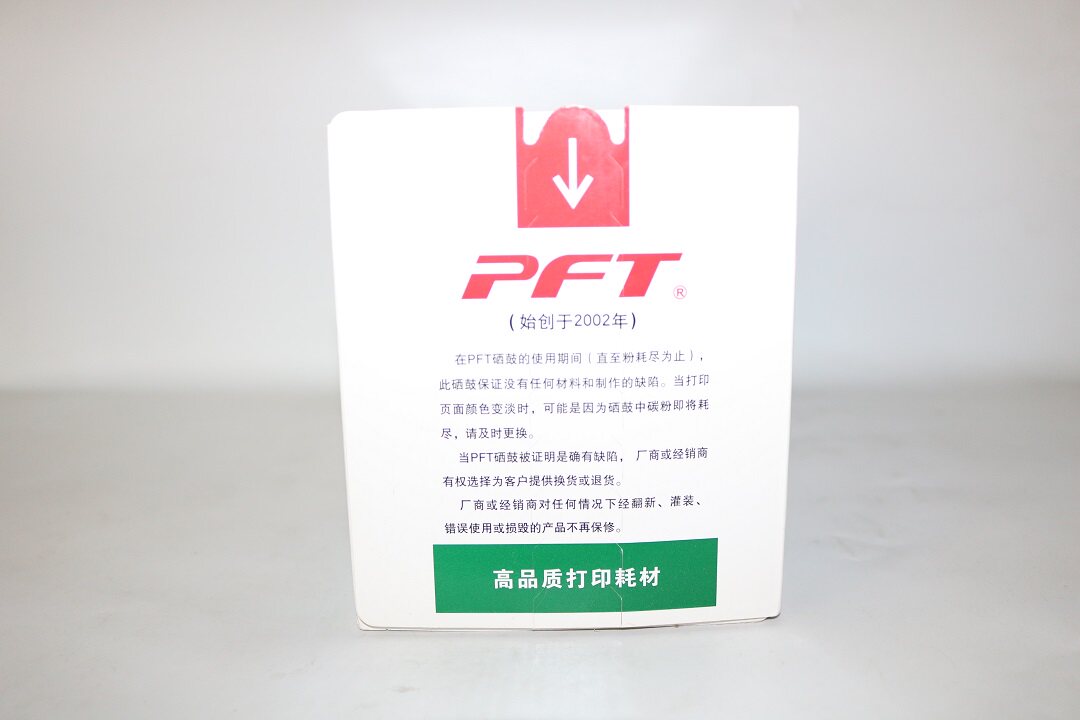 PFT®
(始创于2002年)
在PFT硒鼓的使用期间(直至粉耗尽为止),
此硒鼓保证没有任何材料和制作的缺陷。当打印
页面颜色变淡时,可能是因为硒鼓中碳粉即将耗
尽,请及时更换。
当PFT硒鼓被证明是确有缺陷, 厂商或经销商
有权选择为客户提供换货或退货。
厂商或经销商对任何情况下经翻新、灌装、
错误使用或损毁的产品不再保修。
高品质打印耗材